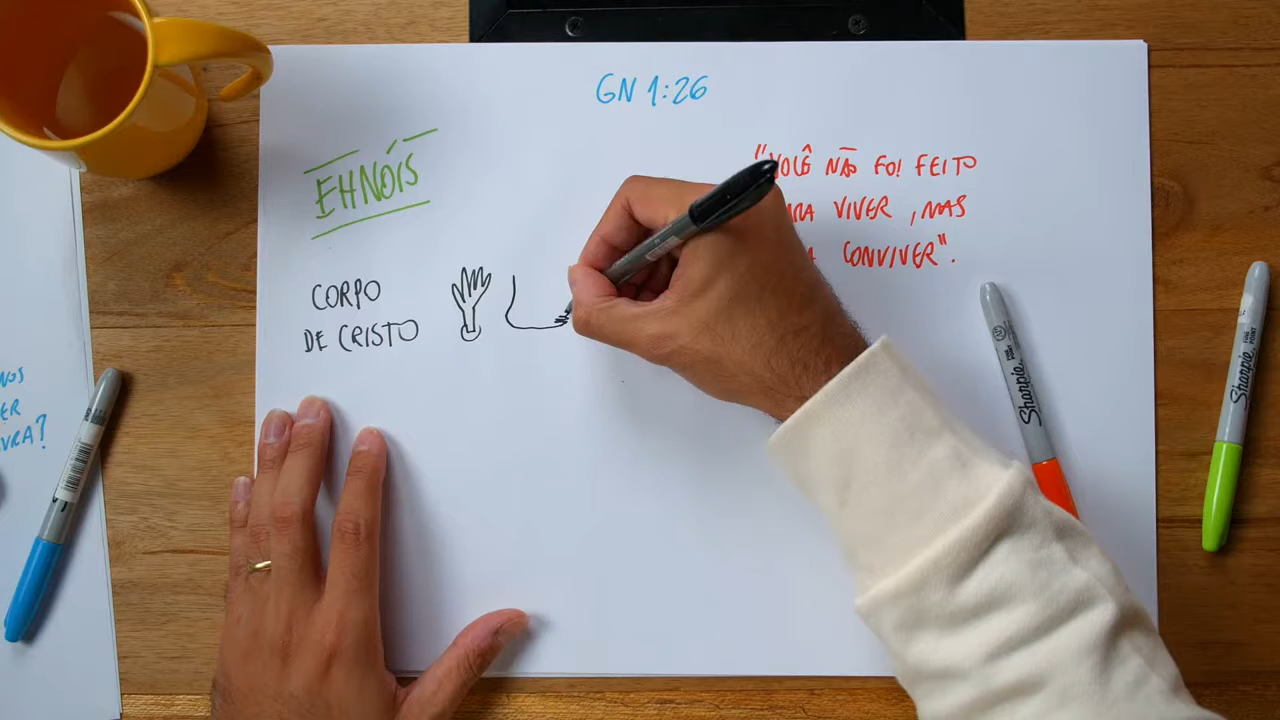 GN 1:26
EHNÓIS
"VOCÊ NÃO FOI FEITO
VIVER, MAS
CONVIVER".
CORPO
DE CRISTO
Sharpie
Sharpie